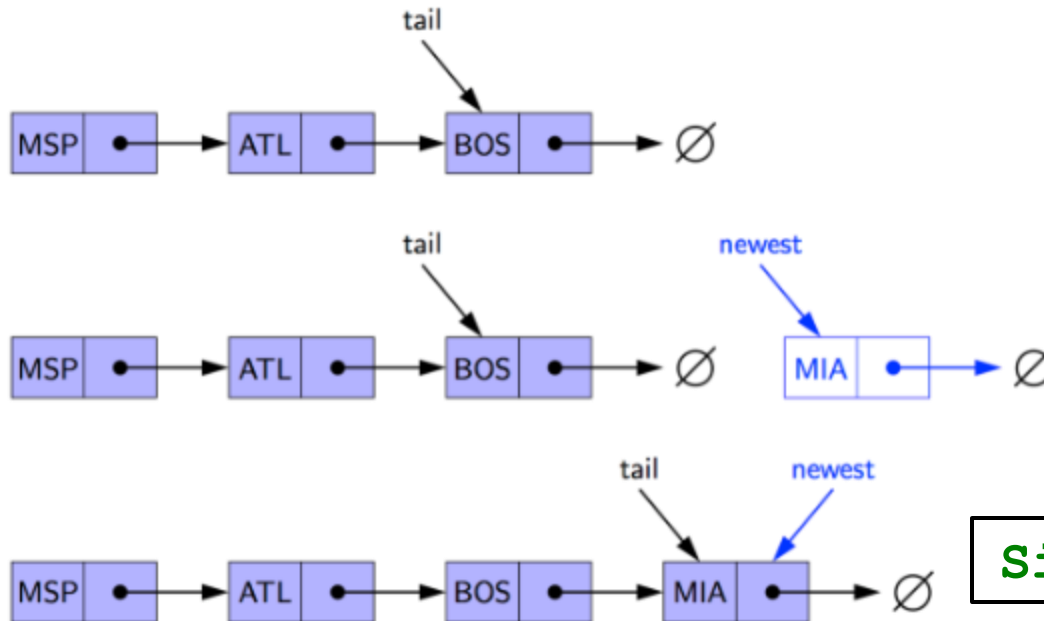 tail
MSP ATL BOS ∅
tail newest
MSP ATL BOS ∅ MIA ∅
tail newest
MSP ATL BOS MIA ∅